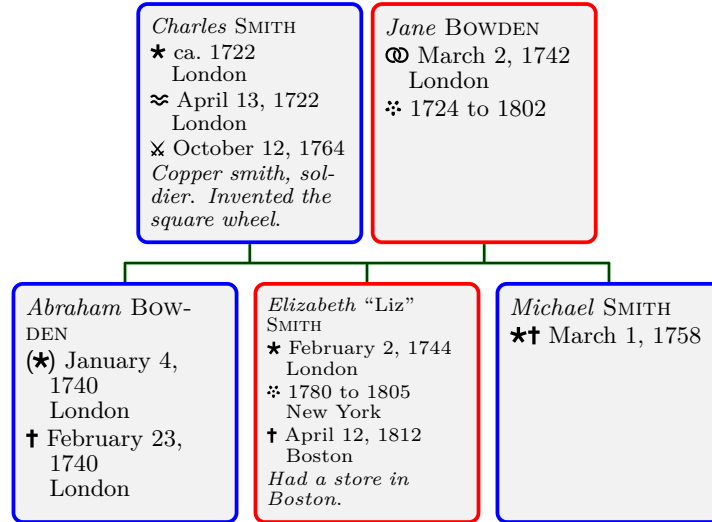 Charles SMITH
* ca. 1722
London
≈ April 13, 1722
London
⚔ October 12, 1764
Copper smith, sol-
dier. Invented the
square wheel.
Jane BOWDEN
⚭ March 2, 1742
London
⁘ 1724 to 1802
Abraham BOW-
DEN
(*) January 4,
1740
London
† February 23,
1740
London
Elizabeth “Liz”
SMITH
* February 2, 1744
London
⁘ 1780 to 1805
New York
† April 12, 1812
Boston
Had a store in
Boston.
Michael SMITH
*† March 1, 1758